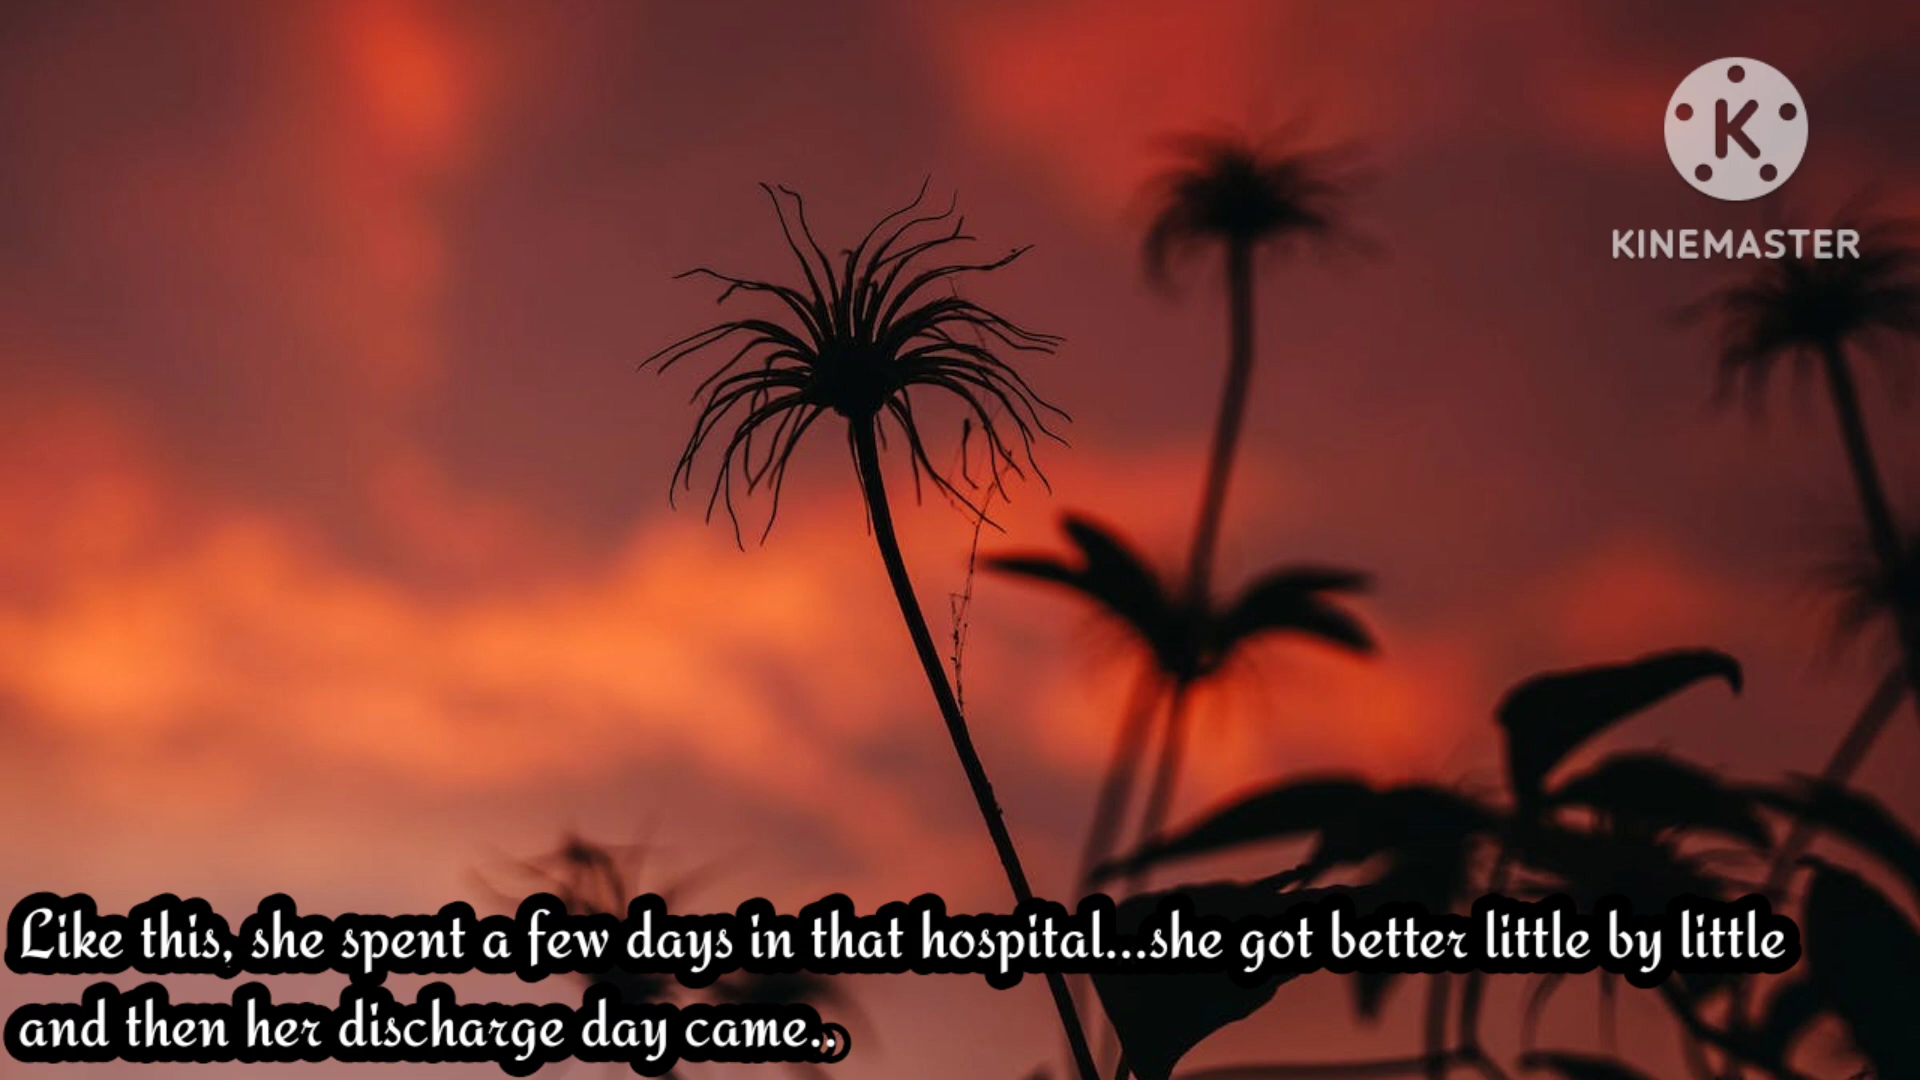 K
KINEMASTER
Like this, she spent a few days in that hospital...she got better little by little
and then her discharge day came..,